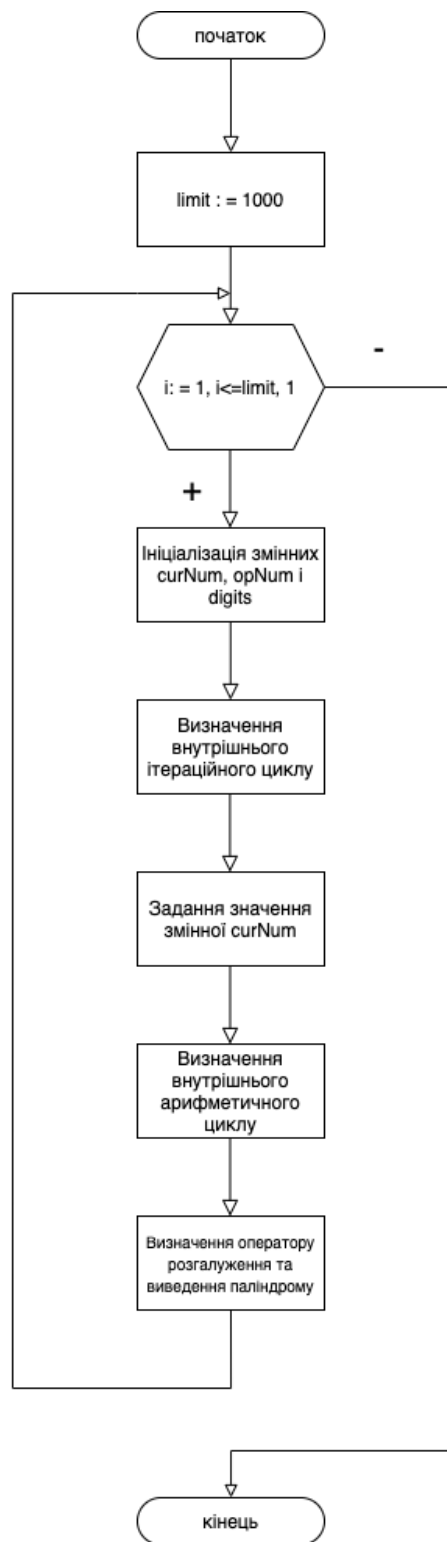 початок
limit : = 1000
i: = 1, i<=limit, 1
-
+
Ініціалізація змінних
curNum, opNum і
digits
Визначення
внутрішнього
ітераційного циклу
Задання значення
змінної curNum
Визначення
внутрішнього
арифметичного
циклу
Визначення оператору
розгалуження та
виведення паліндрому
кінець